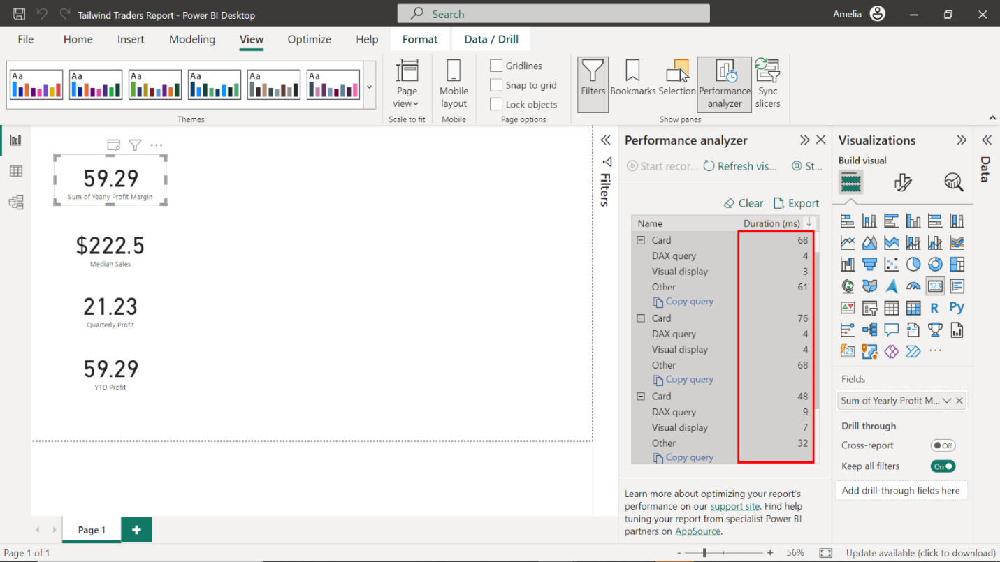 Tailwind Traders Report - Power BI Desktop
Search
Amelia
File Home Insert Modeling View Optimize Help Format Data / Drill
Aa Aa Aa Aa Aa Aa
Themes
Page
view
Scale to fit
Mobile
layout
Mobile
Gridlines
Snap to grid
Lock objects
Page options
Filters
Bookmarks
Selection
Performance
analyzer
Sync
slicers
Show panes
59.29
Sum of Yearly Profit Margin
$222.5
Median Sales
21.23
Quarterly Profit
59.29
YTD Profit
Filters
Performance analyzer
Start recor... Refresh vis... St...
Clear Export
Name Duration (ms)
Card 68
DAX query 4
Visual display 3
Other 61
Copy query
Card 76
DAX query 4
Visual display 4
Other 68
Copy query
Card 48
DAX query 9
Visual display 7
Other 32
Copy query
Learn more about optimizing your report's
performance on our support site. Find help
tuning your report from specialist Power BI
partners on AppSource.
Visualizations
Build visual
123
R
Py
123
Fields
Sum of Yearly Profit M...
Drill through
Cross-report Off
Keep all filters On
Add drill-through fields here
Data
Page 1
+
Page 1 of 1
- + 56%
Update available (click to download)